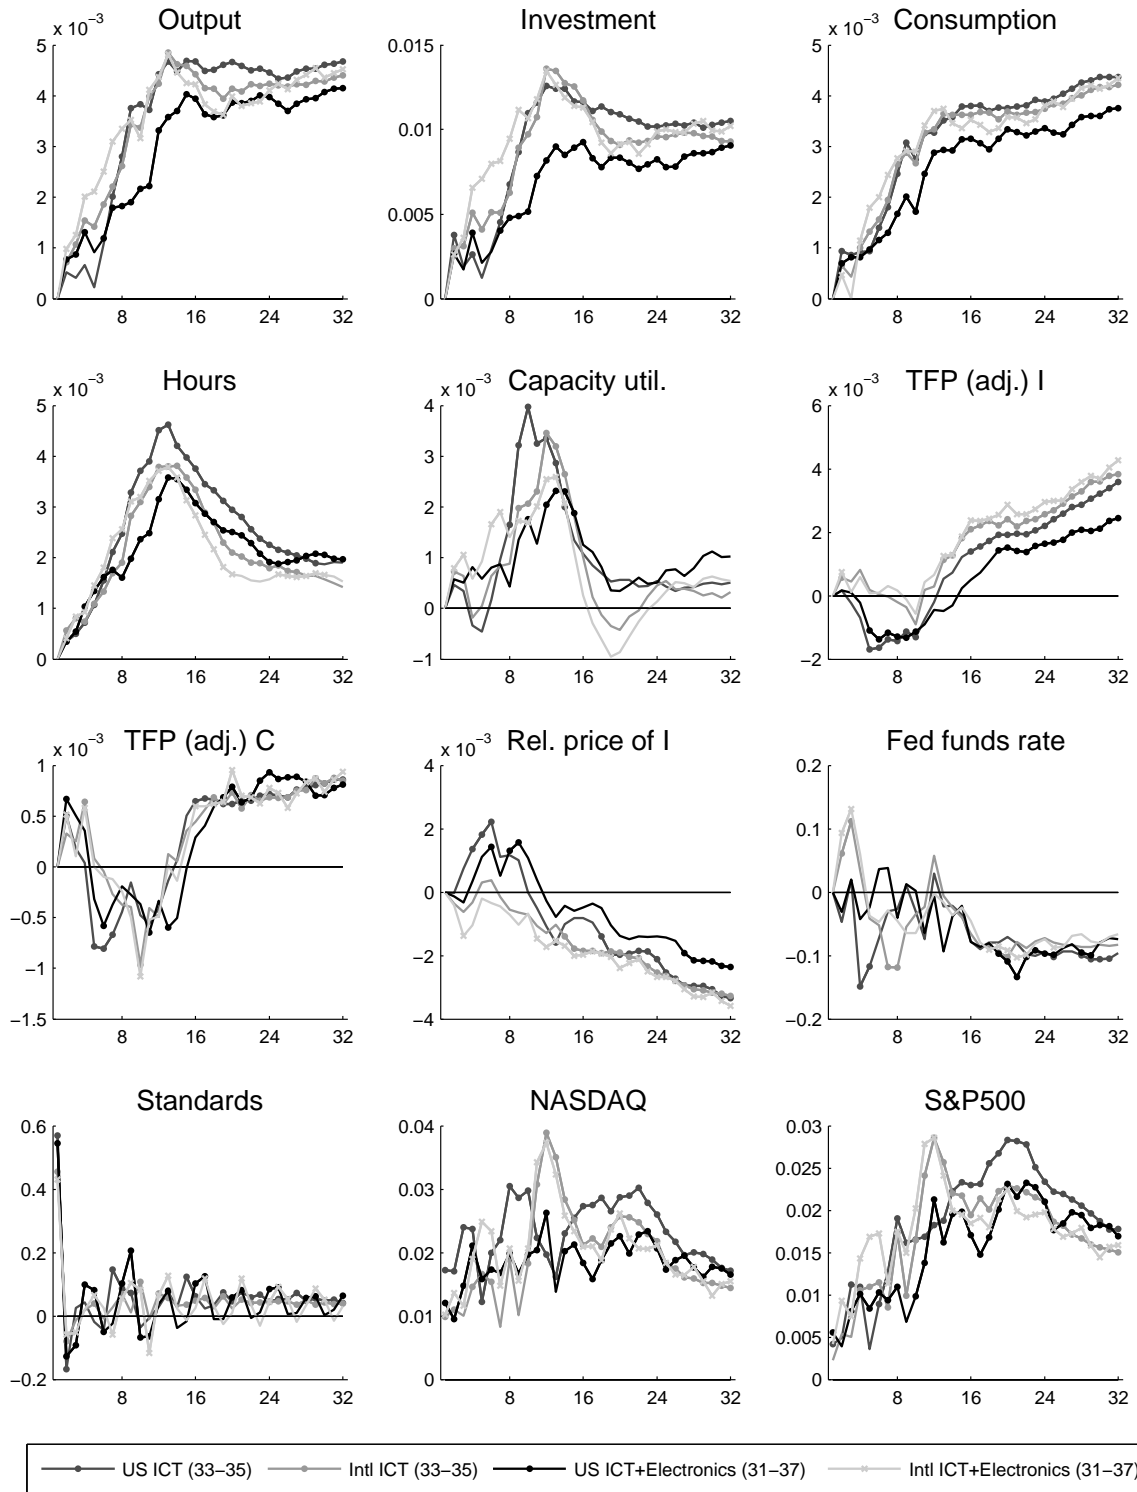 Output Investment Consumption
x 10⁻³ x 10⁻³
5 4 3 2 1 0
0.015 0.01 0.005 0
5 4 3 2 1 0
8 16 24 32 8 16 24 32 8 16 24 32
Hours Capacity util. TFP (adj.) I
x 10⁻³ x 10⁻³ x 10⁻³
5 4 3 2 1 0
4 3 2 1 0 −1
6 4 2 0 −2
8 16 24 32 8 16 24 32 8 16 24 32
TFP (adj.) C Rel. price of I Fed funds rate
x 10⁻³ x 10⁻³
1 0.5 0 −0.5 −1 −1.5
4 2 0 −2 −4
0.2 0.1 0 −0.1 −0.2
8 16 24 32 8 16 24 32 8 16 24 32
Standards NASDAQ S&P500
0.6 0.4 0.2 0 −0.2
0.04 0.03 0.02 0.01 0
0.03 0.025 0.02 0.015 0.01 0.005 0
8 16 24 32 8 16 24 32 8 16 24 32
US ICT (33−35) Intl ICT (33−35) US ICT+Electronics (31−37) Intl ICT+Electronics (31−37)